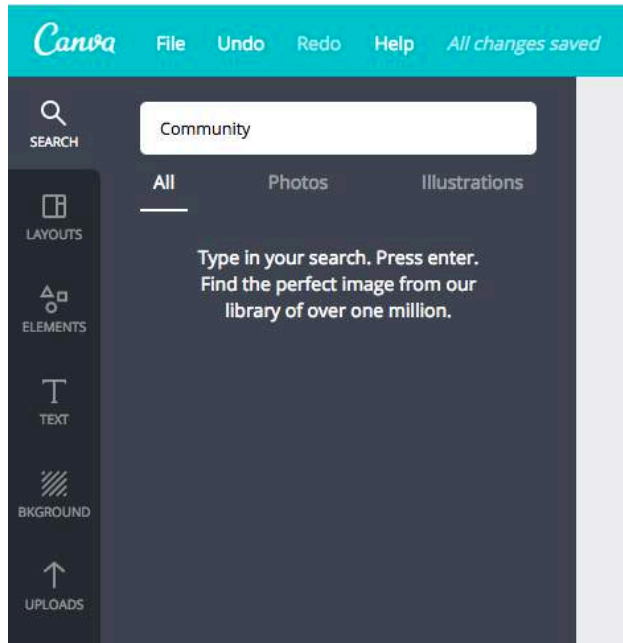 Canva File Undo Redo Help All changes saved
SEARCH
Community
All Photos Illustrations
LAYOUTS
Type in your search. Press enter.
Find the perfect image from our
library of over one million.
ELEMENTS
TEXT
BKGROUND
UPLOADS